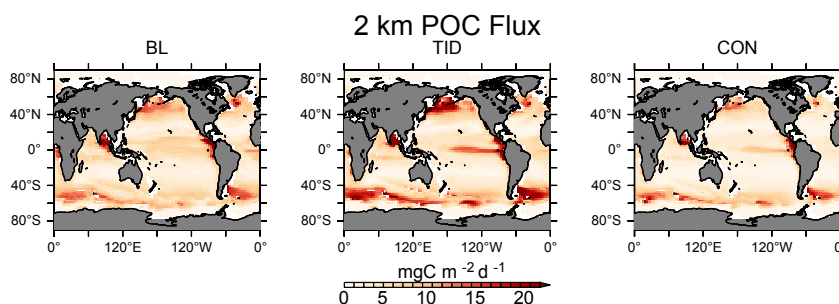 2 km POC Flux
BL TID CON
80°N 80°N 80°N
40°N 40°N 40°N
0° 0° 0°
40°S 40°S 40°S
80°S 80°S 80°S
0° 120°E 120°W 0° 0° 120°E 120°W 0° 0° 120°E 120°W 0°
mgC m -2 d -1
0 5 10 15 20